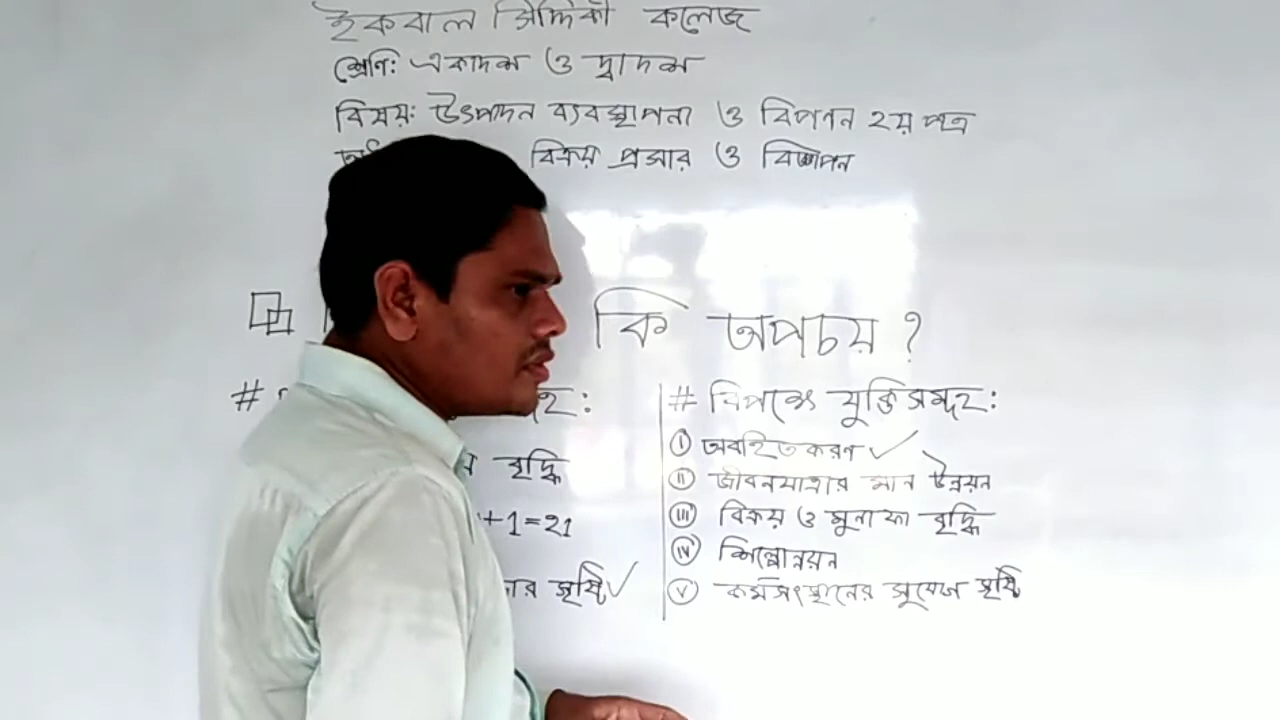 ইকবাল সিদ্দিকী কলেজ
শ্রেণি: একাদশ ও দ্বাদশ
বিষয়: উৎপাদন ব্যবস্থাপনা ও বিপণন ২য় পত্র
বিক্রয় প্রসার ও বিজ্ঞাপন
কি অপচয়?
#
বৃদ্ধি
+1=21
সৃষ্টি ✓
# বিপক্ষে যুক্তিসমূহ:
(i) অবহিতকরণ ✓
(ii) জীবনযাত্রার মান উন্নয়ন
(iii) বিক্রয় ও মুনাফা বৃদ্ধি
(iv) শিল্পোন্নয়ন
(v) কর্মসংস্থানের সুযোগ সৃষ্টি